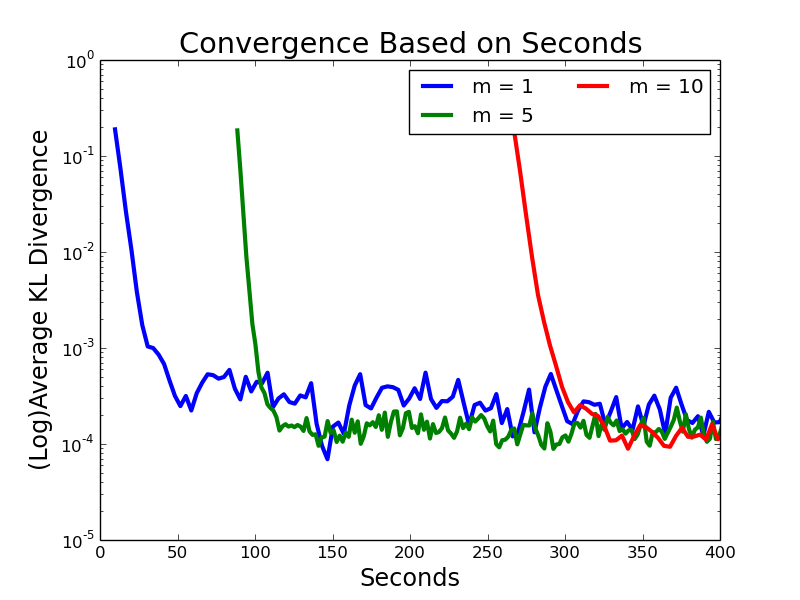 Convergence Based on Seconds
m = 1
m = 5
m = 10
(Log)Average KL Divergence
10^0
10^-1
10^-2
10^-3
10^-4
10^-5
0 50 100 150 200 250 300 350 400
Seconds